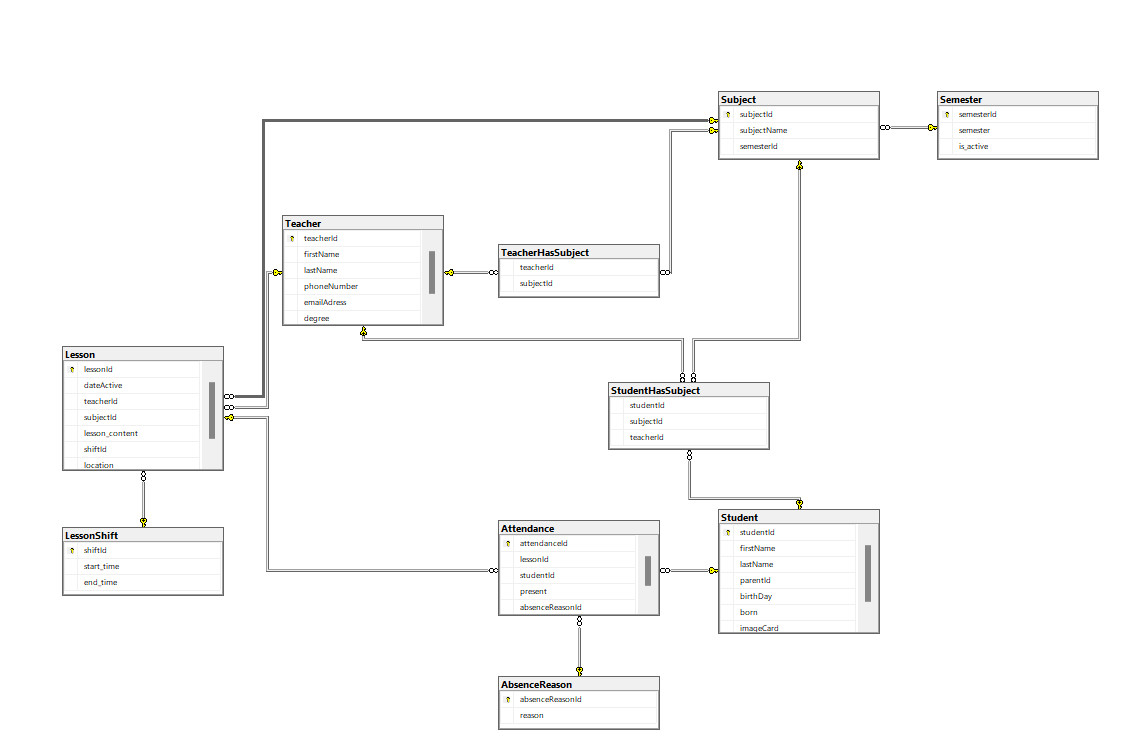 Subject
subjectId
subjectName
semesterId
Semester
semesterId
semester
is_active
Teacher
teacherId
firstName
lastName
phoneNumber
emailAdress
degree
TeacherHasSubject
teacherId
subjectId
Lesson
lessonId
dateActive
teacherId
subjectId
lesson_content
shiftId
location
StudentHasSubject
studentId
subjectId
teacherId
LessonShift
shiftId
start_time
end_time
Attendance
attendanceId
lessonId
studentId
present
absenceReasonId
Student
studentId
firstName
lastName
parentId
birthDay
born
imageCard
AbsenceReason
absenceReasonId
reason